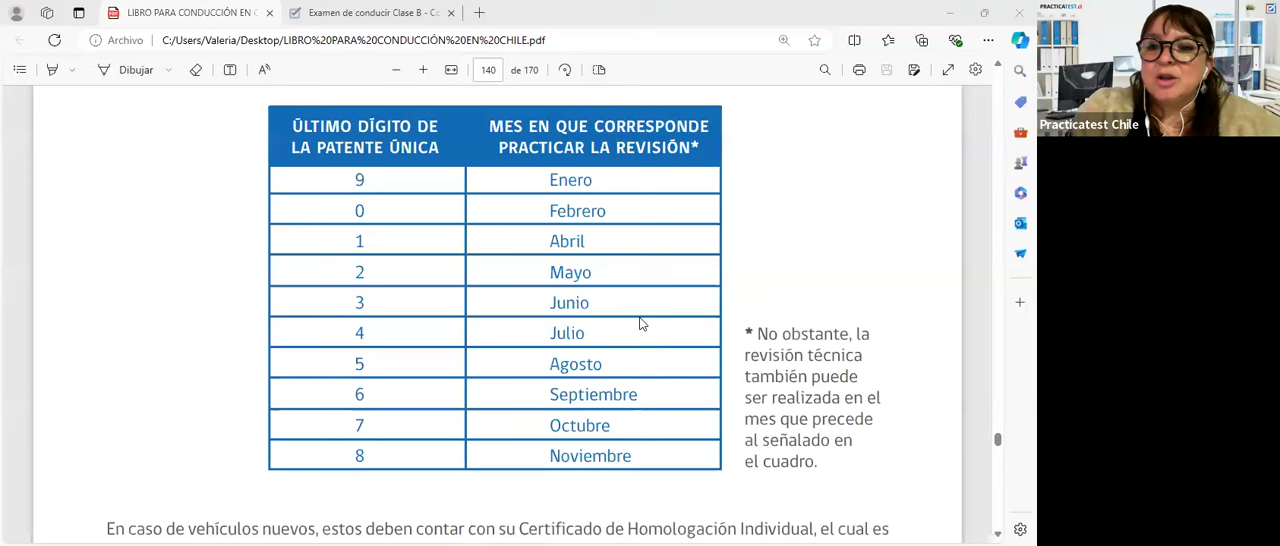 LIBRO PARA CONDUCCIÓN EN C
Examen de conducir Clase B - Co
Archivo
C:/Users/Valeria/Desktop/LIBRO%20PARA%20CONDUCCIÓN%20EN%20CHILE.pdf
Dibujar
140 de 170
PRACTICATEST.cl
Practicatest Chile
ÚLTIMO DÍGITO DE
LA PATENTE ÚNICA
MES EN QUE CORRESPONDE
PRACTICAR LA REVISIÓN*
9 Enero
0 Febrero
1 Abril
2 Mayo
3 Junio
4 Julio
5 Agosto
6 Septiembre
7 Octubre
8 Noviembre
* No obstante, la
revisión técnica
también puede
ser realizada en el
mes que precede
al señalado en
el cuadro.
En caso de vehículos nuevos, estos deben contar con su Certificado de Homologación Individual, el cual es